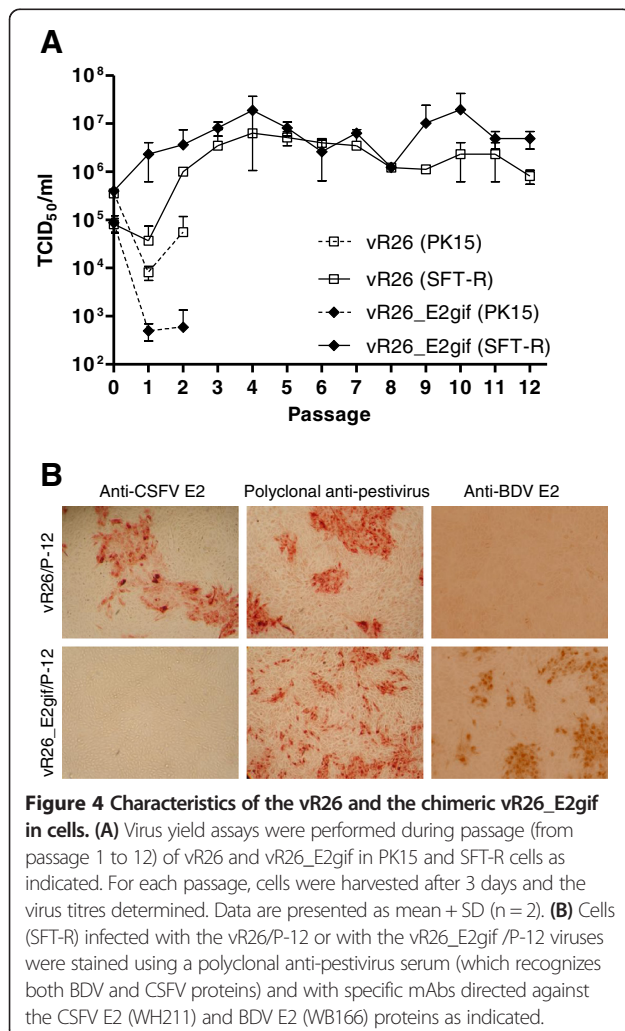 A
10⁸
10⁷
10⁶
10⁵
10⁴
10³
10²
TCID₅₀/ml
vR26 (PK15)
vR26 (SFT-R)
vR26_E2gif (PK15)
vR26_E2gif (SFT-R)
0 1 2 3 4 5 6 7 8 9 10 11 12
Passage
B
Anti-CSFV E2 Polyclonal anti-pestivirus Anti-BDV E2
vR26/P-12
vR26_E2gif/P-12
Figure 4 Characteristics of the vR26 and the chimeric vR26_E2gif
in cells. (A) Virus yield assays were performed during passage (from
passage 1 to 12) of vR26 and vR26_E2gif in PK15 and SFT-R cells as
indicated. For each passage, cells were harvested after 3 days and the
virus titres determined. Data are presented as mean + SD (n = 2). (B) Cells
(SFT-R) infected with the vR26/P-12 or with the vR26_E2gif /P-12 viruses
were stained using a polyclonal anti-pestivirus serum (which recognizes
both BDV and CSFV proteins) and with specific mAbs directed against
the CSFV E2 (WH211) and BDV E2 (WB166) proteins as indicated.